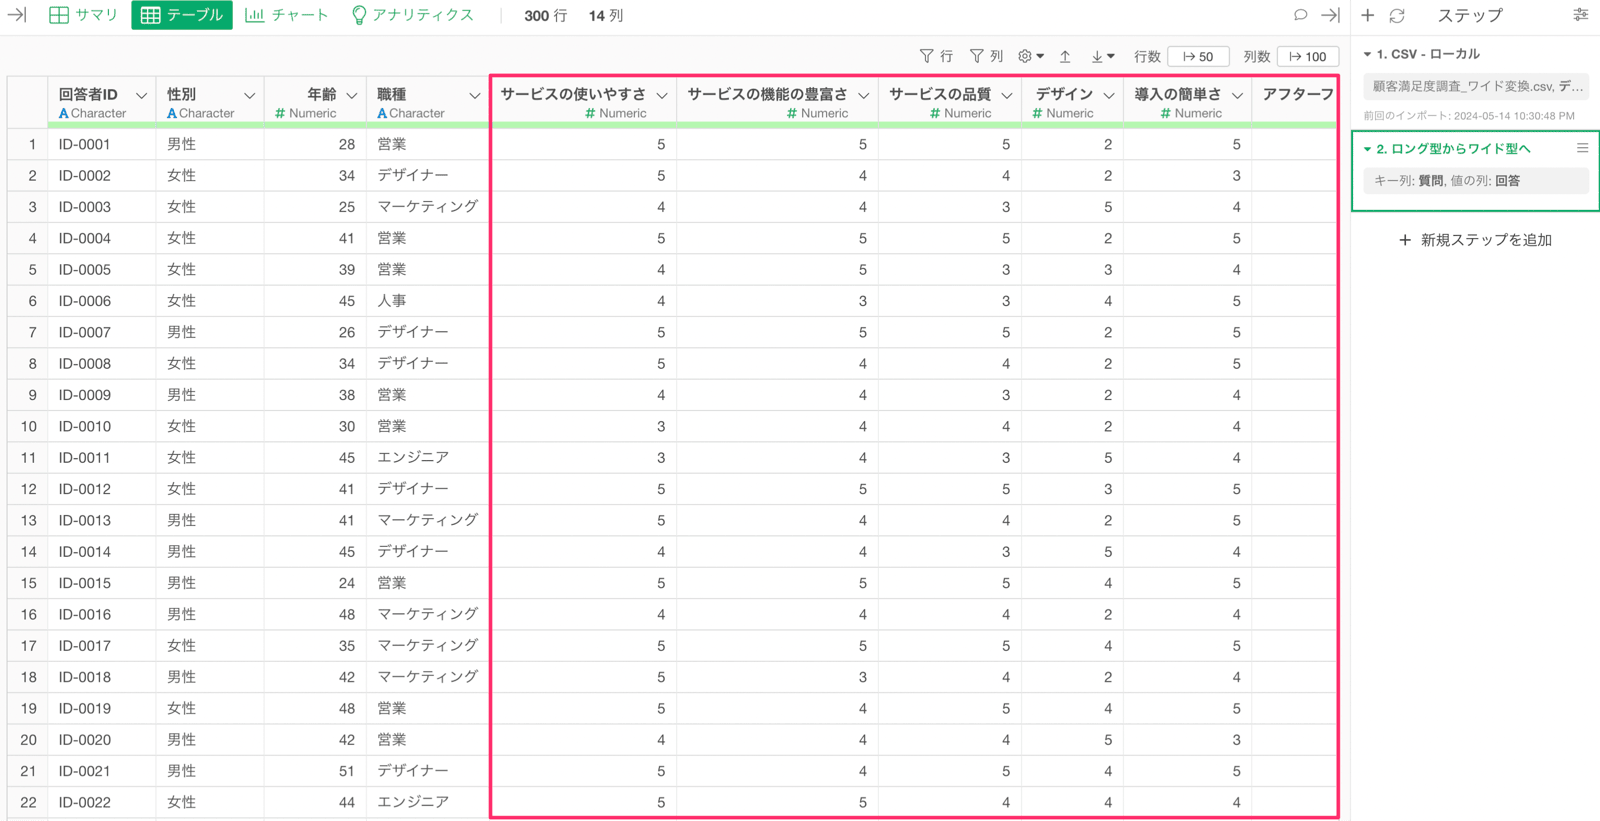 サマリ テーブル チャート アナリティクス 300 行 14 列 ステップ
行 列 行数 50 列数 100
1. CSV - ローカル
顧客満足度調査_ワイド変換.csv, デ...
前回のインポート: 2024-05-14 10:30:48 PM
2. ロング型からワイド型へ
キー列: 質問, 値の列: 回答
新規ステップを追加
回答者ID 性別 年齢 職種 サービスの使いやすさ サービスの機能の豊富さ サービスの品質 デザイン 導入の簡単さ アフターフ
A Character A Character # Numeric A Character # Numeric # Numeric # Numeric # Numeric # Numeric
1 ID-0001 男性 28 営業 5 5 5 2 5
2 ID-0002 女性 34 デザイナー 5 4 4 2 3
3 ID-0003 女性 25 マーケティング 4 4 3 5 4
4 ID-0004 女性 41 営業 5 5 5 2 5
5 ID-0005 女性 39 営業 4 5 3 3 4
6 ID-0006 女性 45 人事 4 3 3 4 5
7 ID-0007 男性 26 デザイナー 5 5 5 2 5
8 ID-0008 女性 34 デザイナー 5 4 4 2 5
9 ID-0009 男性 38 営業 4 4 3 2 4
10 ID-0010 女性 30 営業 3 4 4 2 4
11 ID-0011 女性 45 エンジニア 3 4 3 5 4
12 ID-0012 女性 41 デザイナー 5 5 5 3 5
13 ID-0013 男性 41 マーケティング 5 4 4 2 5
14 ID-0014 男性 45 デザイナー 4 4 3 5 4
15 ID-0015 男性 24 営業 5 5 5 4 5
16 ID-0016 男性 48 マーケティング 4 4 4 2 4
17 ID-0017 女性 35 マーケティング 5 5 5 4 5
18 ID-0018 男性 42 マーケティング 5 3 4 2 4
19 ID-0019 女性 48 営業 5 4 5 4 5
20 ID-0020 男性 42 営業 4 4 4 5 3
21 ID-0021 男性 51 デザイナー 5 4 5 4 5
22 ID-0022 女性 44 エンジニア 5 5 4 4 4